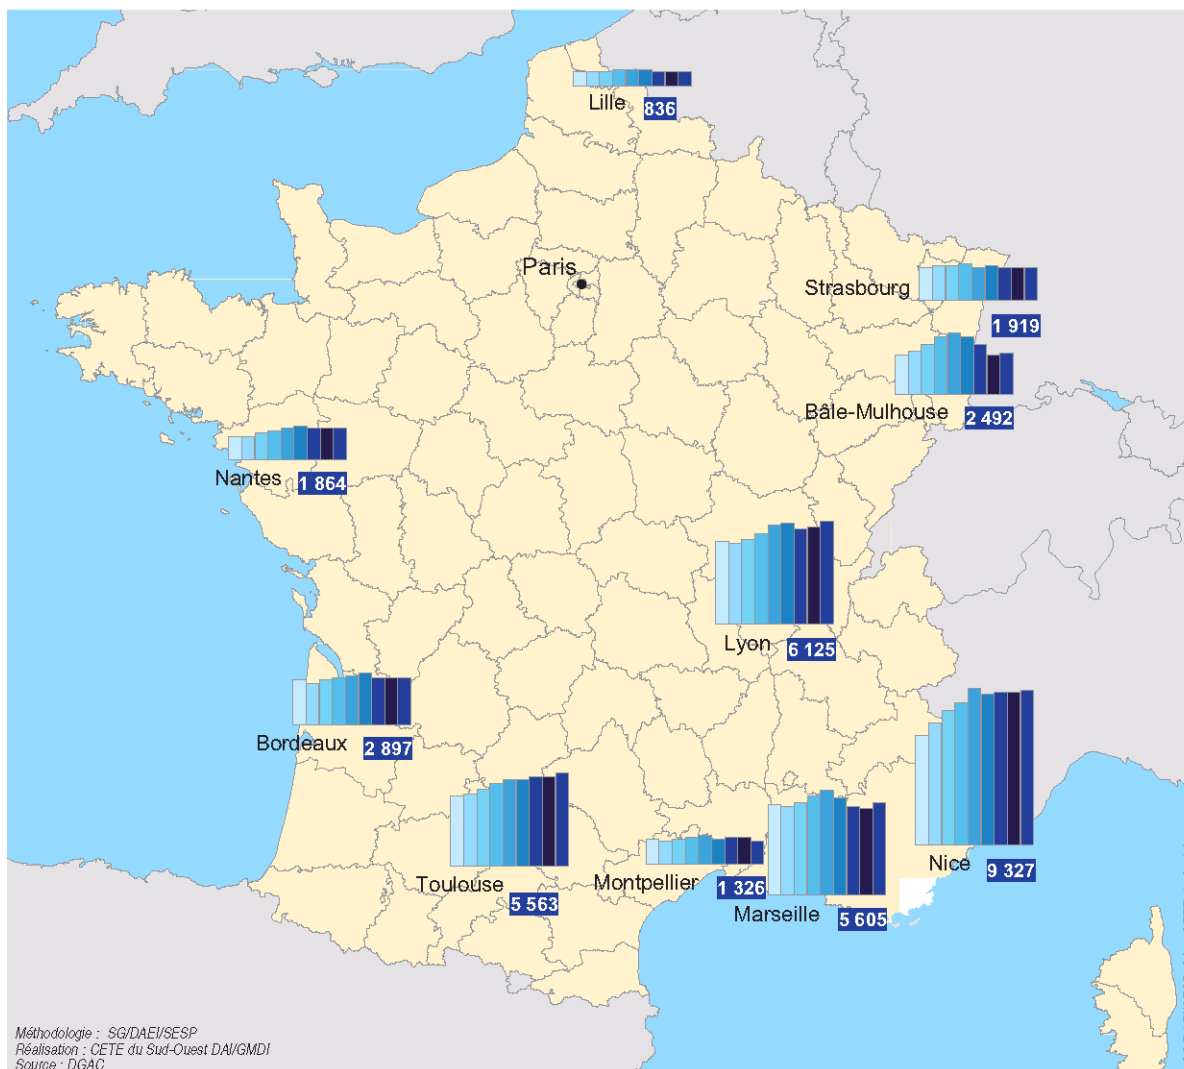 Lille
836
Paris
Strasbourg
1 919
Bâle-Mulhouse
2 492
Nantes
1 864
Lyon
6 125
Bordeaux
2 897
Nice
9 327
Toulouse
5 563
Montpellier
1 326
Marseille
5 605
Méthodologie : SG/DAEI/SESP
Réalisation : CETE du Sud-Ouest DAI/GMDI
Source : DGAC